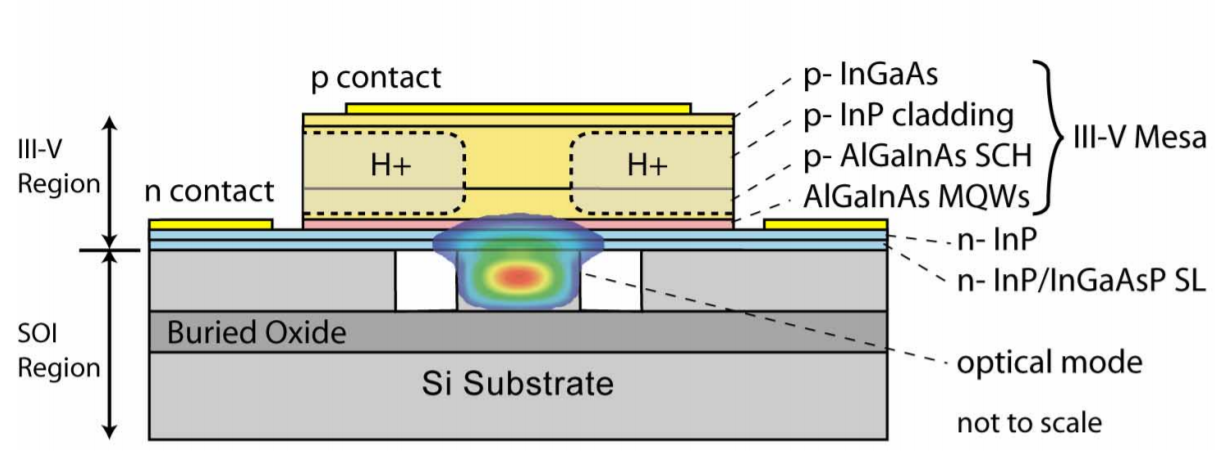 p contact
p- InGaAs
p- InP cladding
III-V Mesa
III-V
Region
H+
H+
p- AlGaInAs SCH
n contact
AlGaInAs MQWs
n- InP
n- InP/InGaAsP SL
SOI
Region
Buried Oxide
optical mode
Si Substrate
not to scale